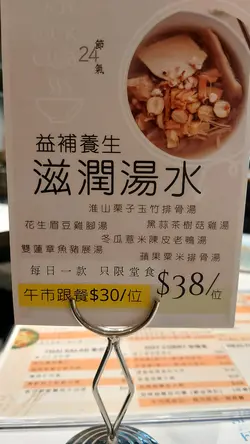 24
節氣
益補養生
滋潤湯水
淮山栗子玉竹排骨湯
花生眉豆雞腳湯
黑蒜茶樹菇雞湯
冬瓜薏米陳皮老鴨湯
雙蓮章魚豬𦟌湯
蘋果粟米排骨湯
每日一款 只限堂食
$38/位
午市跟餐$30/位